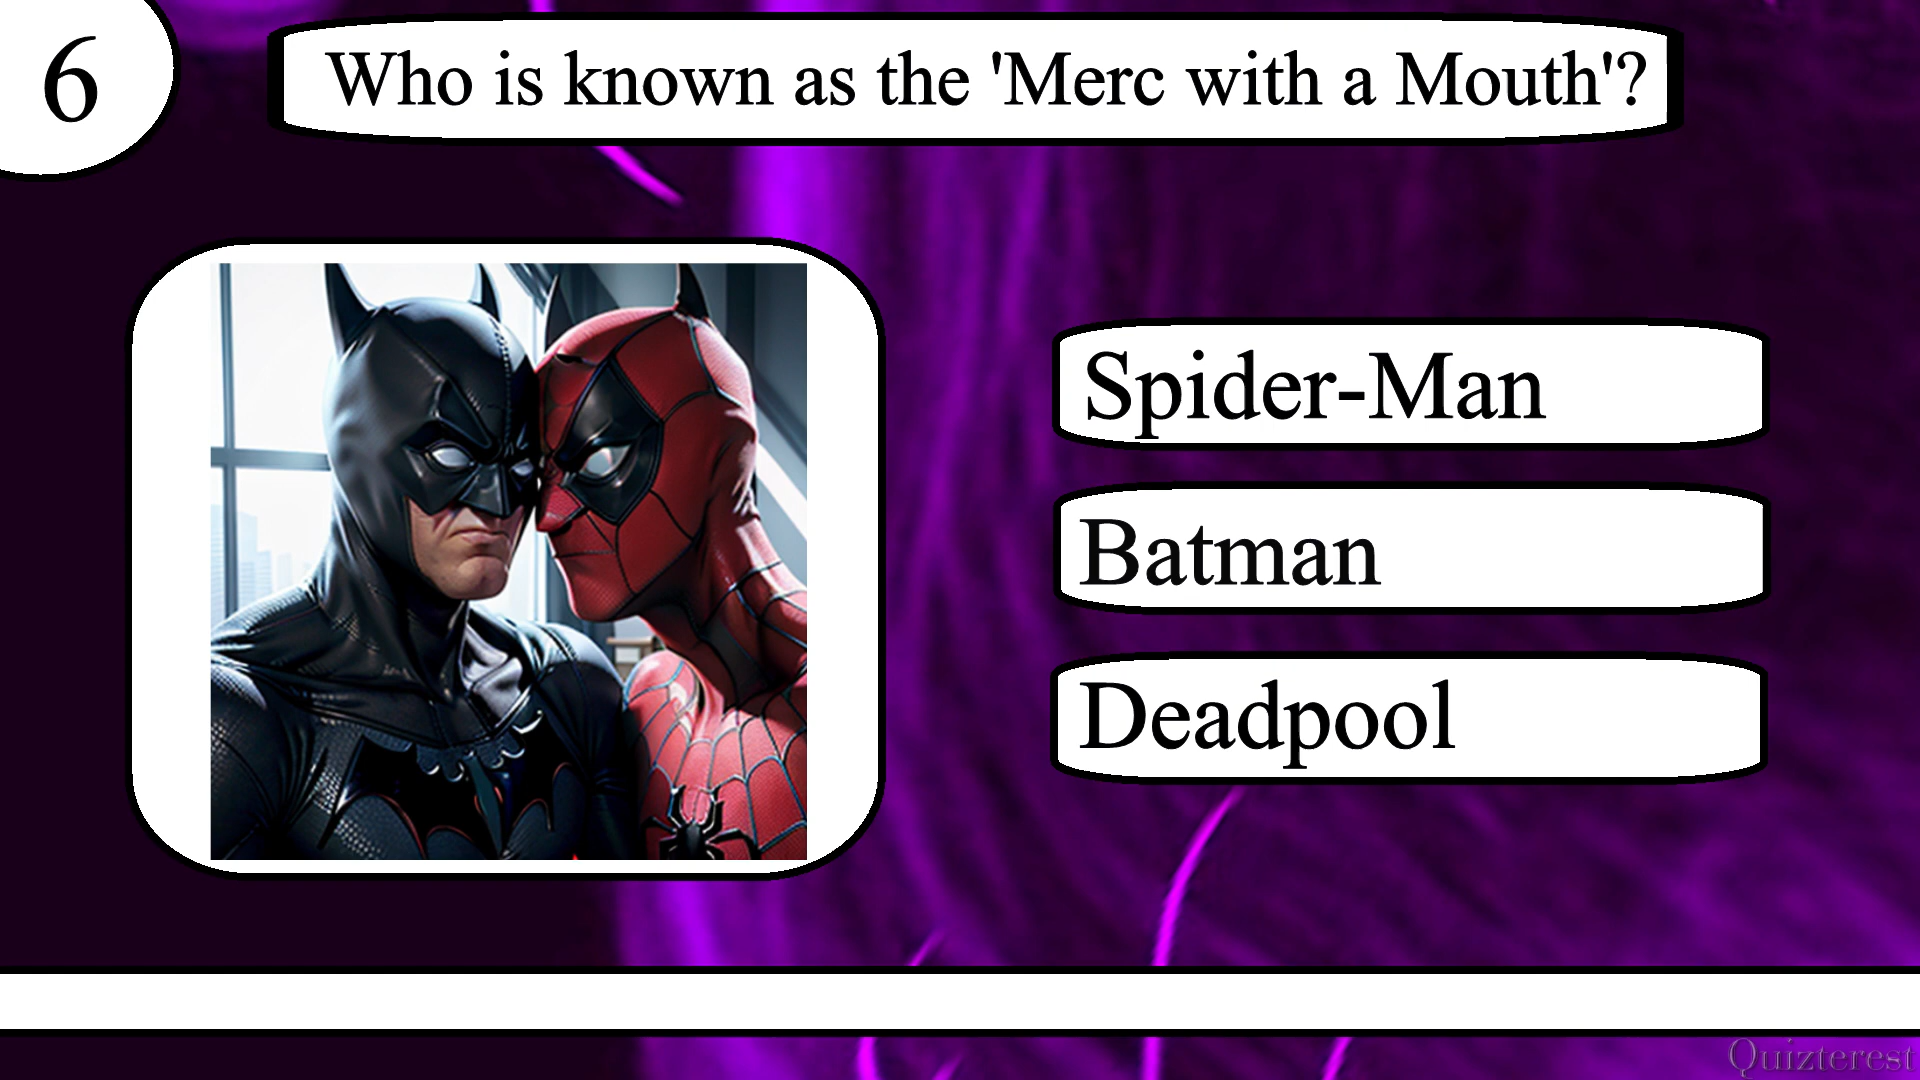 6
Who is known as the 'Merc with a Mouth'?
Spider-Man
Batman
Deadpool
Quizterest